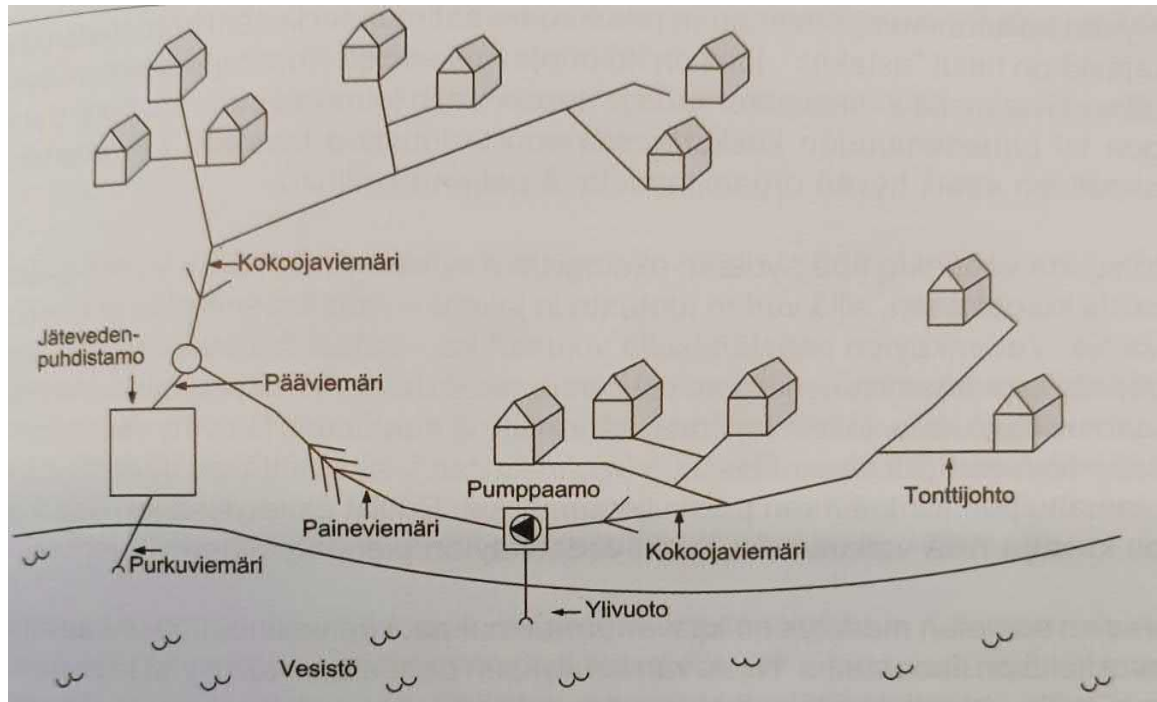 Kokoojaviemäri
Jäteveden-
puhdistamo
Pääviemäri
Pumppaamo
Tonttijohto
Paineviemäri
Kokoojaviemäri
Purkuviemäri
Ylivuoto
Vesistö